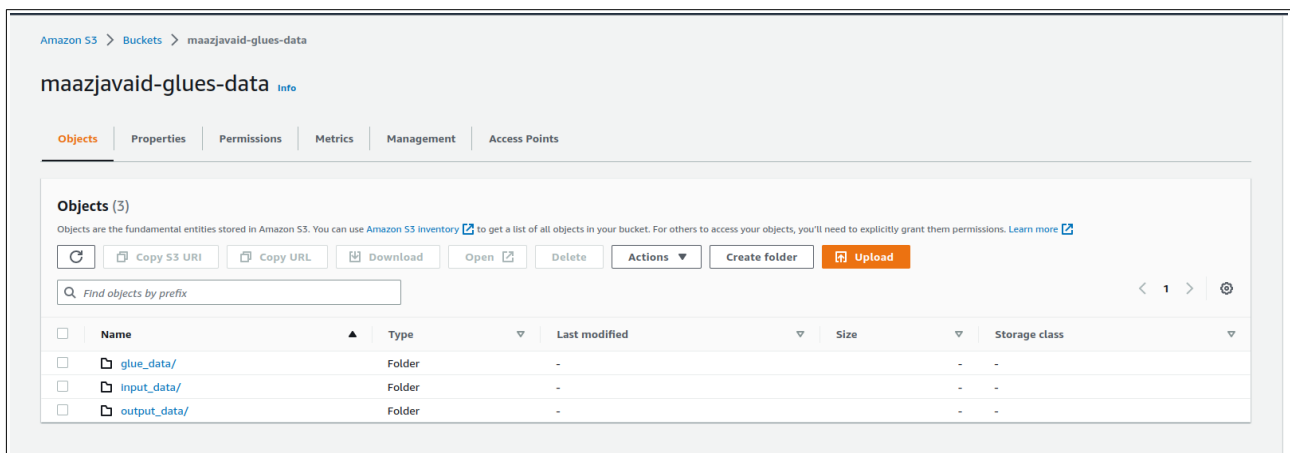 Amazon S3 > Buckets > maazjavaid-glues-data
maazjavaid-glues-data Info
Objects Properties Permissions Metrics Management Access Points
Objects (3)
Objects are the fundamental entities stored in Amazon S3. You can use Amazon S3 inventory to get a list of all objects in your bucket. For others to access your objects, you'll need to explicitly grant them permissions. Learn more
Copy S3 URI Copy URL Download Open Delete Actions Create folder Upload
Find objects by prefix < 1 >
Name Type Last modified Size Storage class
glue_data/ Folder - - -
input_data/ Folder - - -
output_data/ Folder - - -